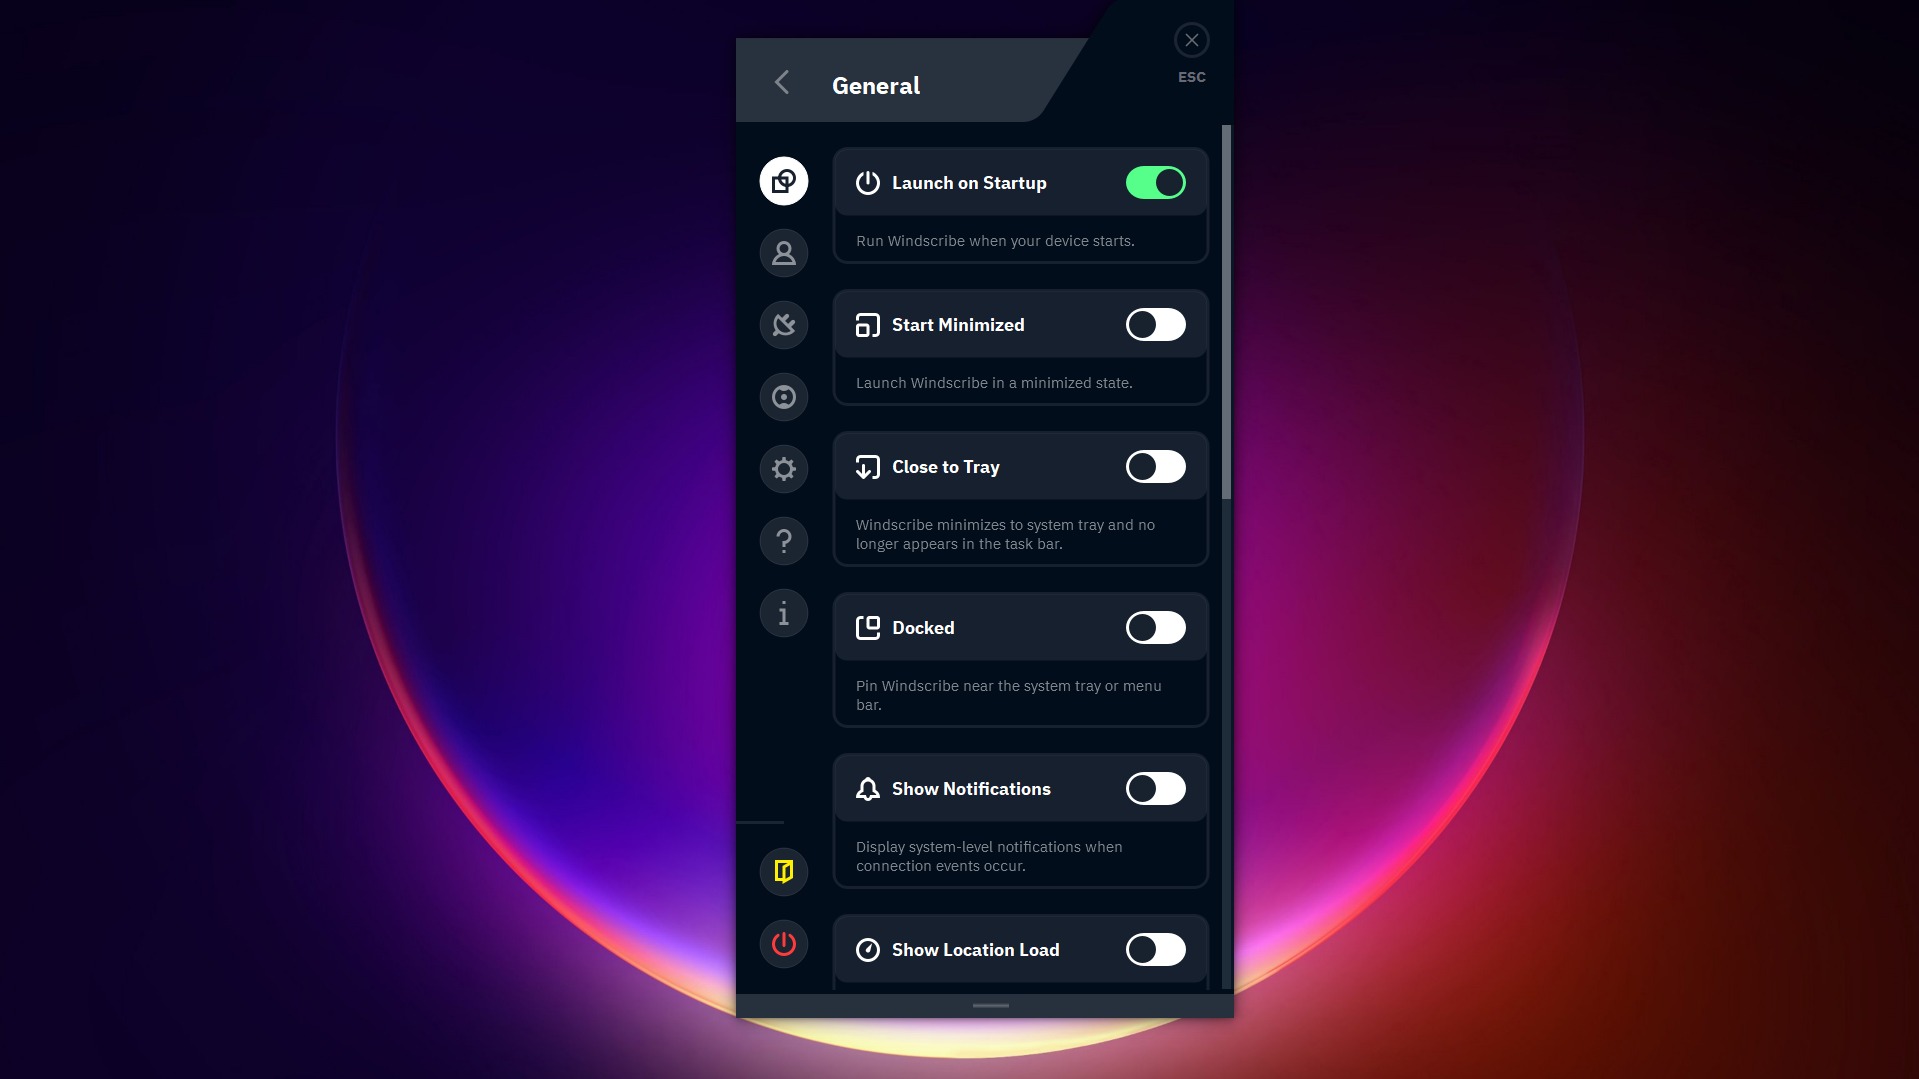 General
ESC
Launch on Startup
Run Windscribe when your device starts.
Start Minimized
Launch Windscribe in a minimized state.
Close to Tray
Windscribe minimizes to system tray and no
longer appears in the task bar.
Docked
Pin Windscribe near the system tray or menu
bar.
Show Notifications
Display system-level notifications when
connection events occur.
Show Location Load